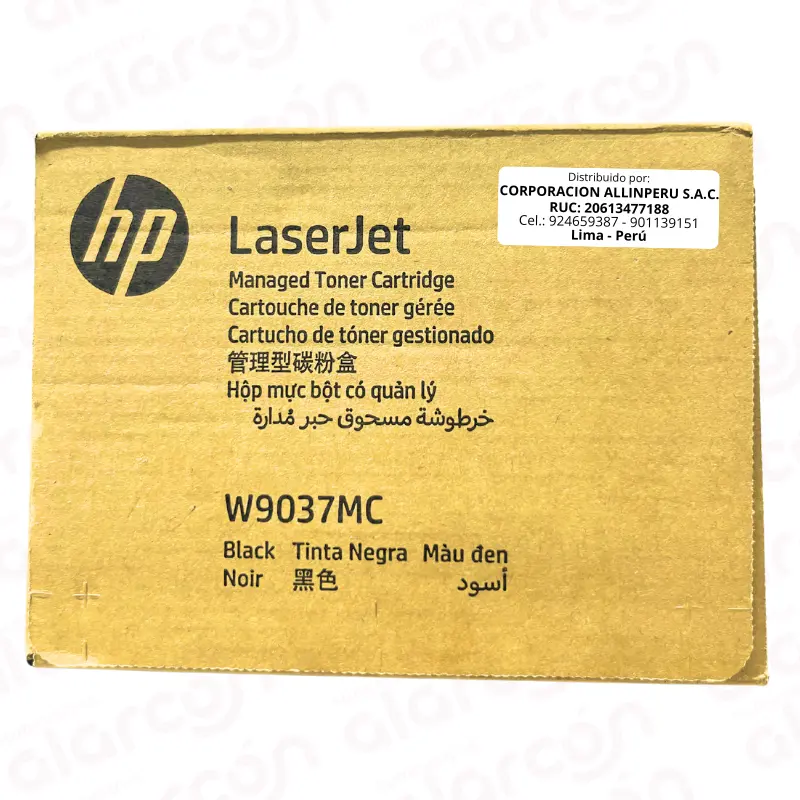 Distribuido por:
CORPORACION ALLINPERU S.A.C.
RUC: 20613477188
Cel.: 924659387 - 901139151
Lima - Perú
hp
LaserJet
Managed Toner Cartridge
Cartouche de toner gérée
Cartucho de tóner gestionado
管理型碳粉盒
Hộp mực bột có quản lý
خرطوشة مسحوق حبر مُدارة
W9037MC
Black Tinta Negra Màu đen
Noir 黑色 أسود
alarcón